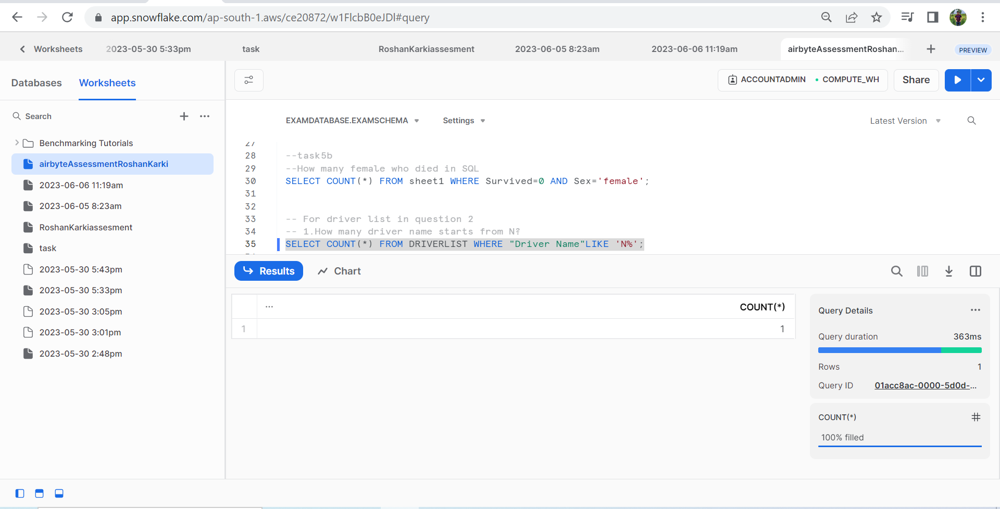 app.snowflake.com/ap-south-1.aws/ce20872/w1FlcbB0eJDl#query
Worksheets
2023-05-30 5:33pm
task
RoshanKarkiassesment
2023-06-05 8:23am
2023-06-06 11:19am
airbyteAssessmentRoshan...
PREVIEW
Databases
Worksheets
ACCOUNTADMIN
COMPUTE_WH
Share
Search
Benchmarking Tutorials
airbyteAssessmentRoshanKarki
2023-06-06 11:19am
2023-06-05 8:23am
RoshanKarkiassesment
task
2023-05-30 5:43pm
2023-05-30 5:33pm
2023-05-30 3:05pm
2023-05-30 3:01pm
2023-05-30 2:48pm
EXAMDATABASE.EXAMSCHEMA
Settings
Latest Version
27
28 --task5b
29 --How many female who died in SQL
30 SELECT COUNT(*) FROM sheet1 WHERE Survived=0 AND Sex='female';
31
32
33 -- For driver list in question 2
34 -- 1.How many driver name starts from N?
35 SELECT COUNT(*) FROM DRIVERLIST WHERE "Driver Name"LIKE 'N%';
Results
Chart
... COUNT(*)
1 1
Query Details
...
Query duration 363ms
Rows 1
Query ID 01acc8ac-0000-5d0d-...
COUNT(*)
100% filled